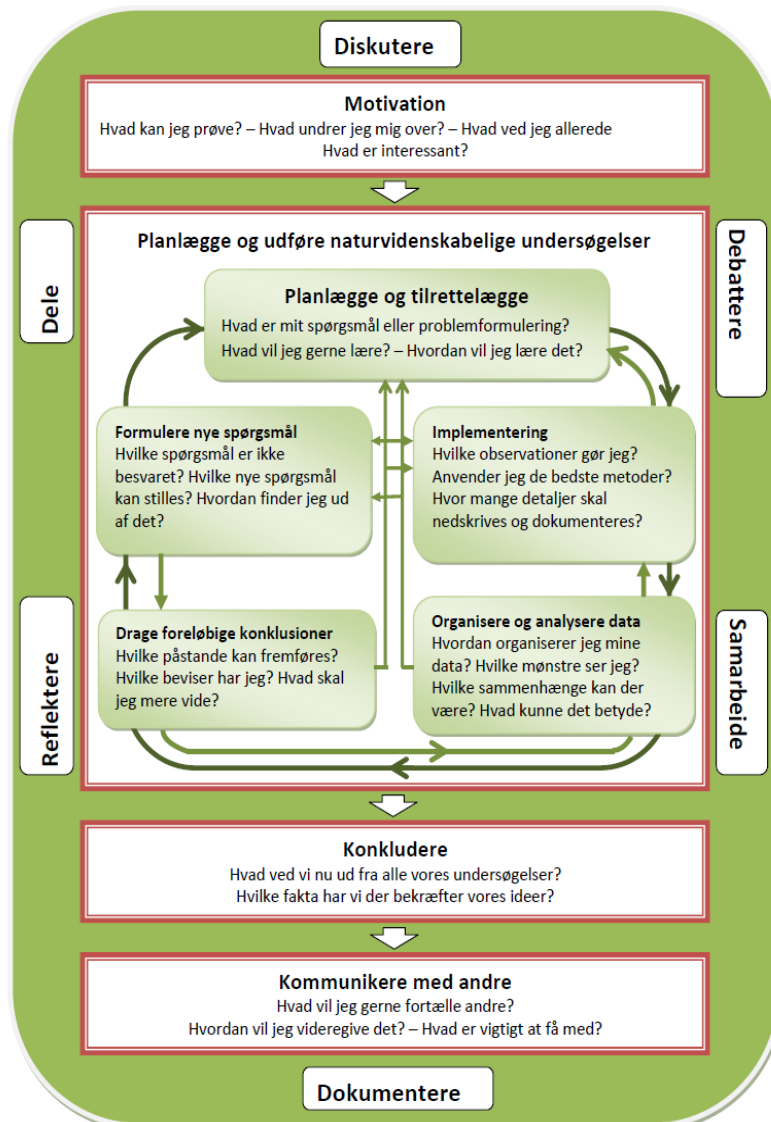 Diskutere
Motivation
Hvad kan jeg prøve? – Hvad undrer jeg mig over? – Hvad ved jeg allerede
Hvad er interessant?
Dele
Debattere
Planlægge og udføre naturvidenskabelige undersøgelser
Planlægge og tilrettelægge
Hvad er mit spørgsmål eller problemformulering?
Hvad vil jeg gerne lære? – Hvordan vil jeg lære det?
Formulere nye spørgsmål
Hvilke spørgsmål er ikke
besvaret? Hvilke nye spørgsmål
kan stilles? Hvordan finder jeg ud
af det?
Implementering
Hvilke observationer gør jeg?
Anvender jeg de bedste metoder?
Hvor mange detaljer skal
nedskrives og dokumenteres?
Reflektere
Samarbeide
Drage foreløbige konklusioner
Hvilke påstande kan fremføres?
Hvilke beviser har jeg? Hvad skal
jeg mere vide?
Organisere og analysere data
Hvordan organiserer jeg mine
data? Hvilke mønstre ser jeg?
Hvilke sammenhænge kan der
være? Hvad kunne det betyde?
Konkludere
Hvad ved vi nu ud fra alle vores undersøgelser?
Hvilke fakta har vi der bekræfter vores ideer?
Kommunikere med andre
Hvad vil jeg gerne fortælle andre?
Hvordan vil jeg videregive det? – Hvad er vigtigt at få med?
Dokumentere